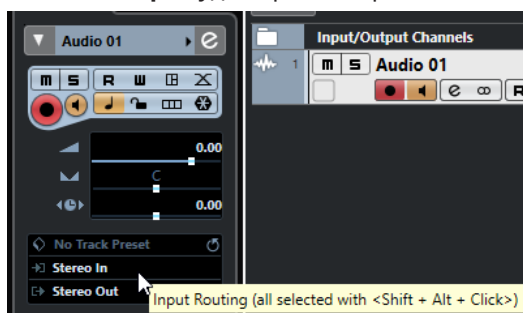 Audio 01
e
m S R W
0.00
C
0.00
No Track Preset
Stereo In
Stereo Out
Input/Output Channels
1 m S Audio 01
e R
Input Routing (all selected with <Shift + Alt + Click>)